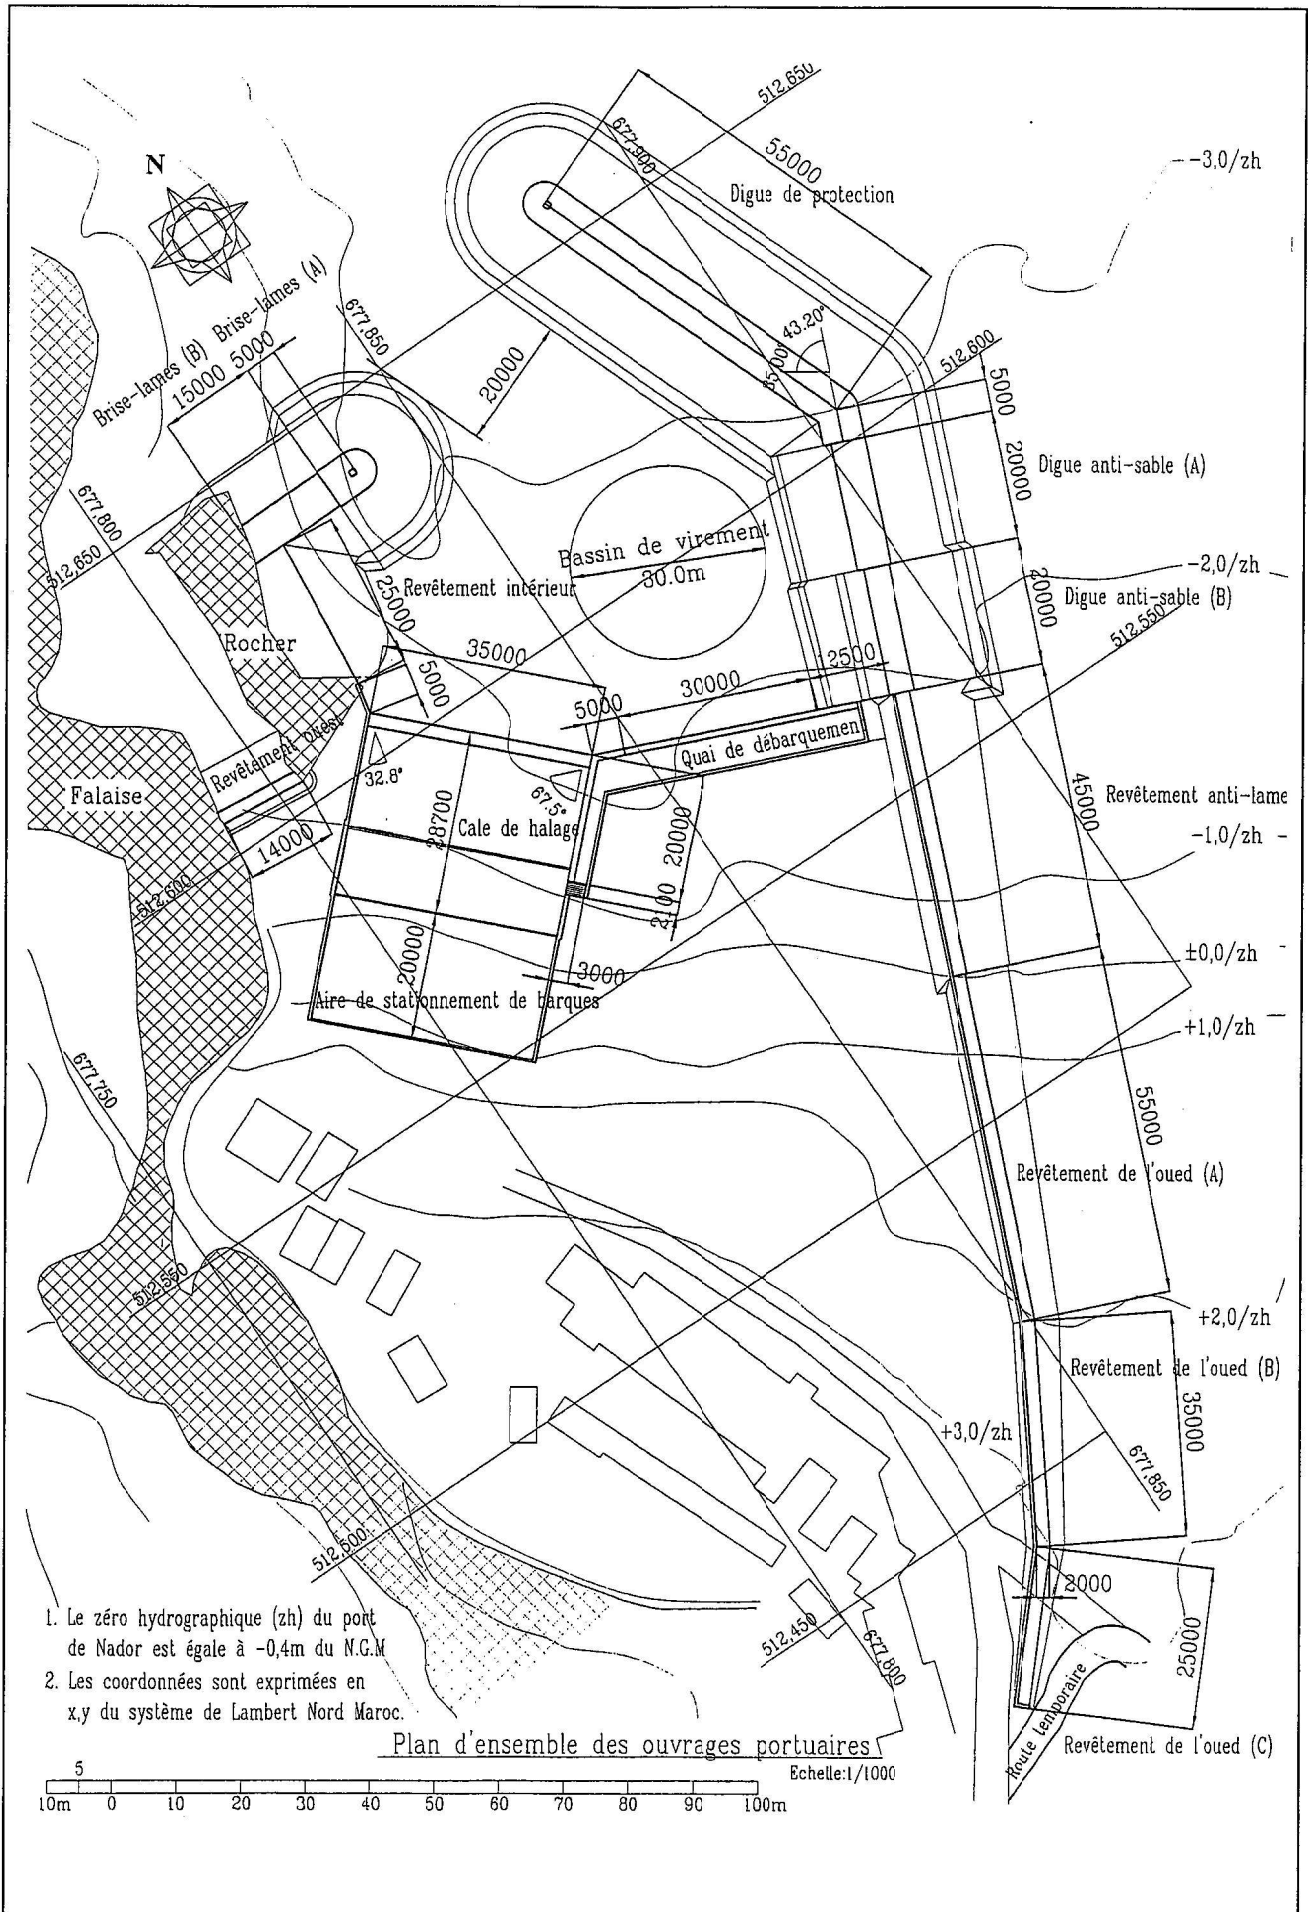 512,650
677,900
55000
Digue de protection
-3,0/zh
N
Brise-lames (B)
Brise-lames (A)
15000
5000
677,850
20000
43.20°
512,600
5000
20000
Digue anti-sable (A)
677,800
512,650
Bassin de virement
30.0m
Revêtement intérieur
25000
-2,0/zh
20000
Digue anti-sable (B)
512,550
Rocher
35000
5000
12500
30000
5000
Quai de débarquemen
Revêtement ouest
32.8°
67.5°
Falaise
28700
Cale de halage
20000
14000
45000
Revêtement anti-lame
-1,0/zh
512,600
20000
3000
±0,0/zh
Aire de stationnement de barques
+1,0/zh
677,750
55000
Revêtement de l'oued (A)
512,550
+2,0/zh
Revêtement de l'oued (B)
35000
+3,0/zh
677,850
512,500
2000
25000
512,450
677,800
Route temporaire
Revêtement de l'oued (C)
1. Le zéro hydrographique (zh) du port
de Nador est égale à -0,4m du N.G.M
2. Les coordonnées sont exprimées en
x,y du système de Lambert Nord Maroc.
Plan d'ensemble des ouvrages portuaires
Echelle:1/1000
5
10m 0 10 20 30 40 50 60 70 80 90 100m